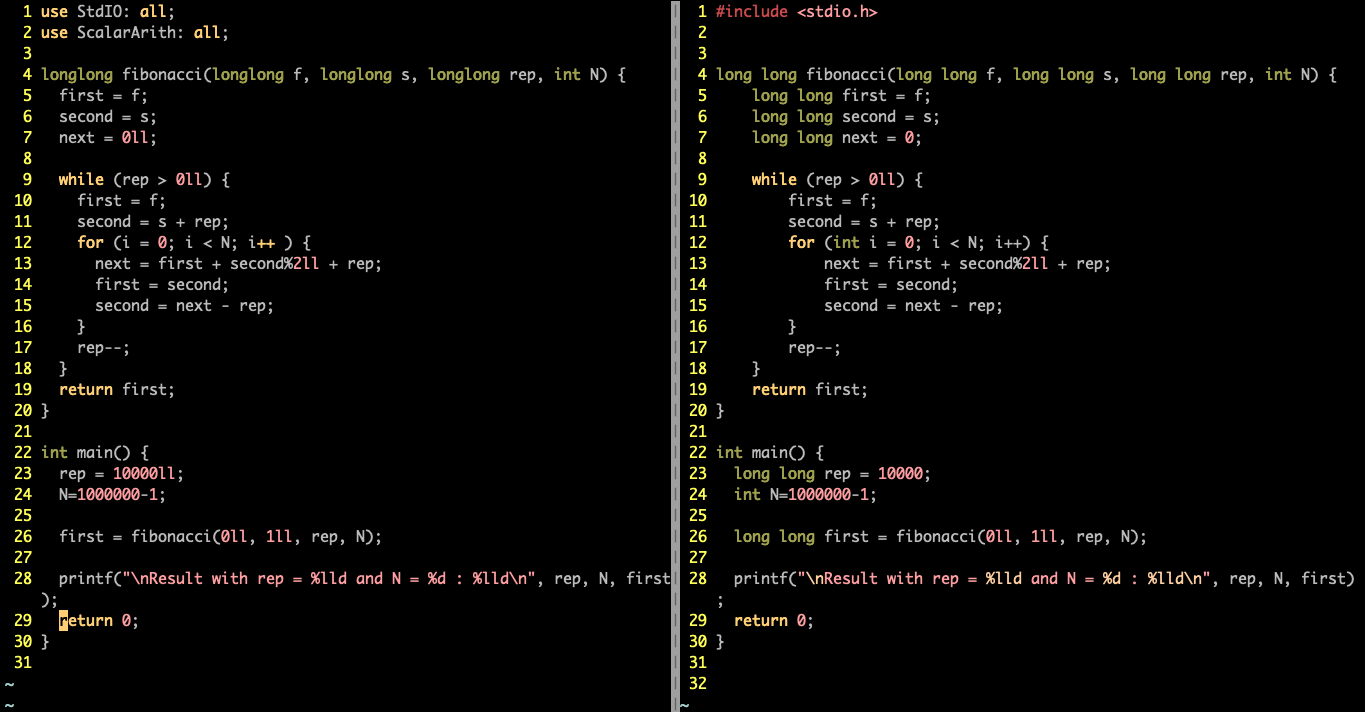 1 use StdIO: all;
2 use ScalarArith: all;
3
4 longlong fibonacci(longlong f, longlong s, longlong rep, int N) {
5   first = f;
6   second = s;
7   next = 0ll;
8
9   while (rep > 0ll) {
10     first = f;
11     second = s + rep;
12     for (i = 0; i < N; i++ ) {
13       next = first + second%2ll + rep;
14       first = second;
15       second = next - rep;
16     }
17     rep--;
18   }
19   return first;
20 }
21
22 int main() {
23   rep = 10000ll;
24   N=1000000-1;
25
26   first = fibonacci(0ll, 1ll, rep, N);
27
28   printf("\nResult with rep = %lld and N = %d : %lld\n", rep, N, first
);
29   return 0;
30 }
31
~
~
1 #include <stdio.h>
2
3
4 long long fibonacci(long long f, long long s, long long rep, int N) {
5     long long first = f;
6     long long second = s;
7     long long next = 0;
8
9     while (rep > 0ll) {
10         first = f;
11         second = s + rep;
12         for (int i = 0; i < N; i++) {
13             next = first + second%2ll + rep;
14             first = second;
15             second = next - rep;
16         }
17         rep--;
18     }
19     return first;
20 }
21
22 int main() {
23   long long rep = 10000;
24   int N=1000000-1;
25
26   long long first = fibonacci(0ll, 1ll, rep, N);
27
28   printf("\nResult with rep = %lld and N = %d : %lld\n", rep, N, first)
;
29   return 0;
30 }
31
32
~